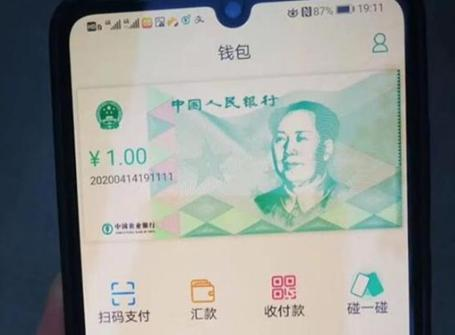 87% 19:11
钱包
中国人民银行
¥ 1.00
20200414191111
中国农业银行
扫码支付 汇款 收付款 碰一碰